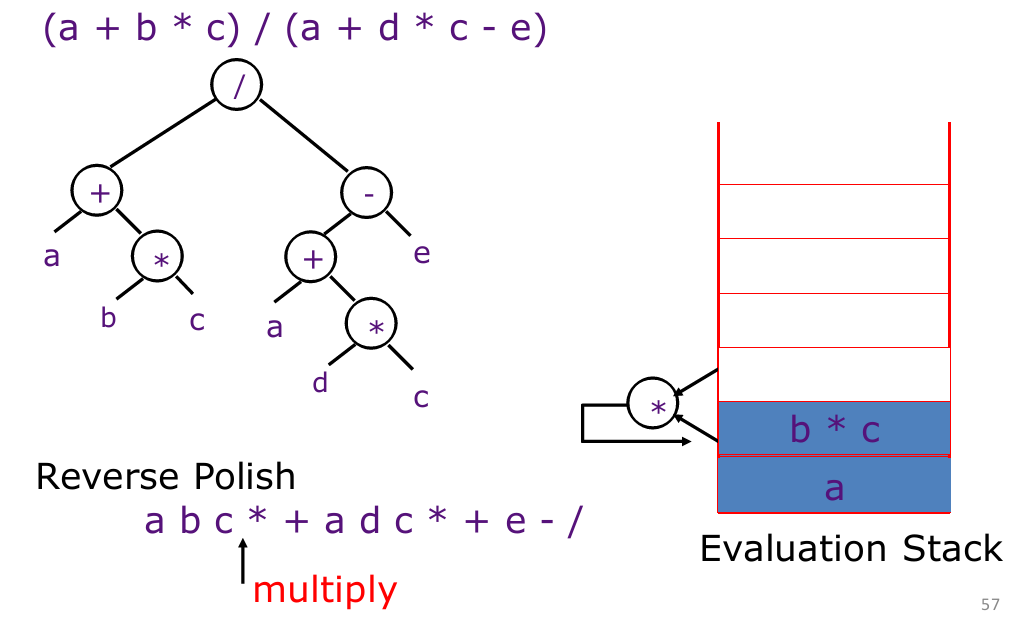 (a + b * c) / (a + d * c - e)
/
+
-
a
*
+
e
b
c
a
*
d
c
*
b * c
a
Reverse Polish
a b c * + a d c * + e - /
multiply
Evaluation Stack
57